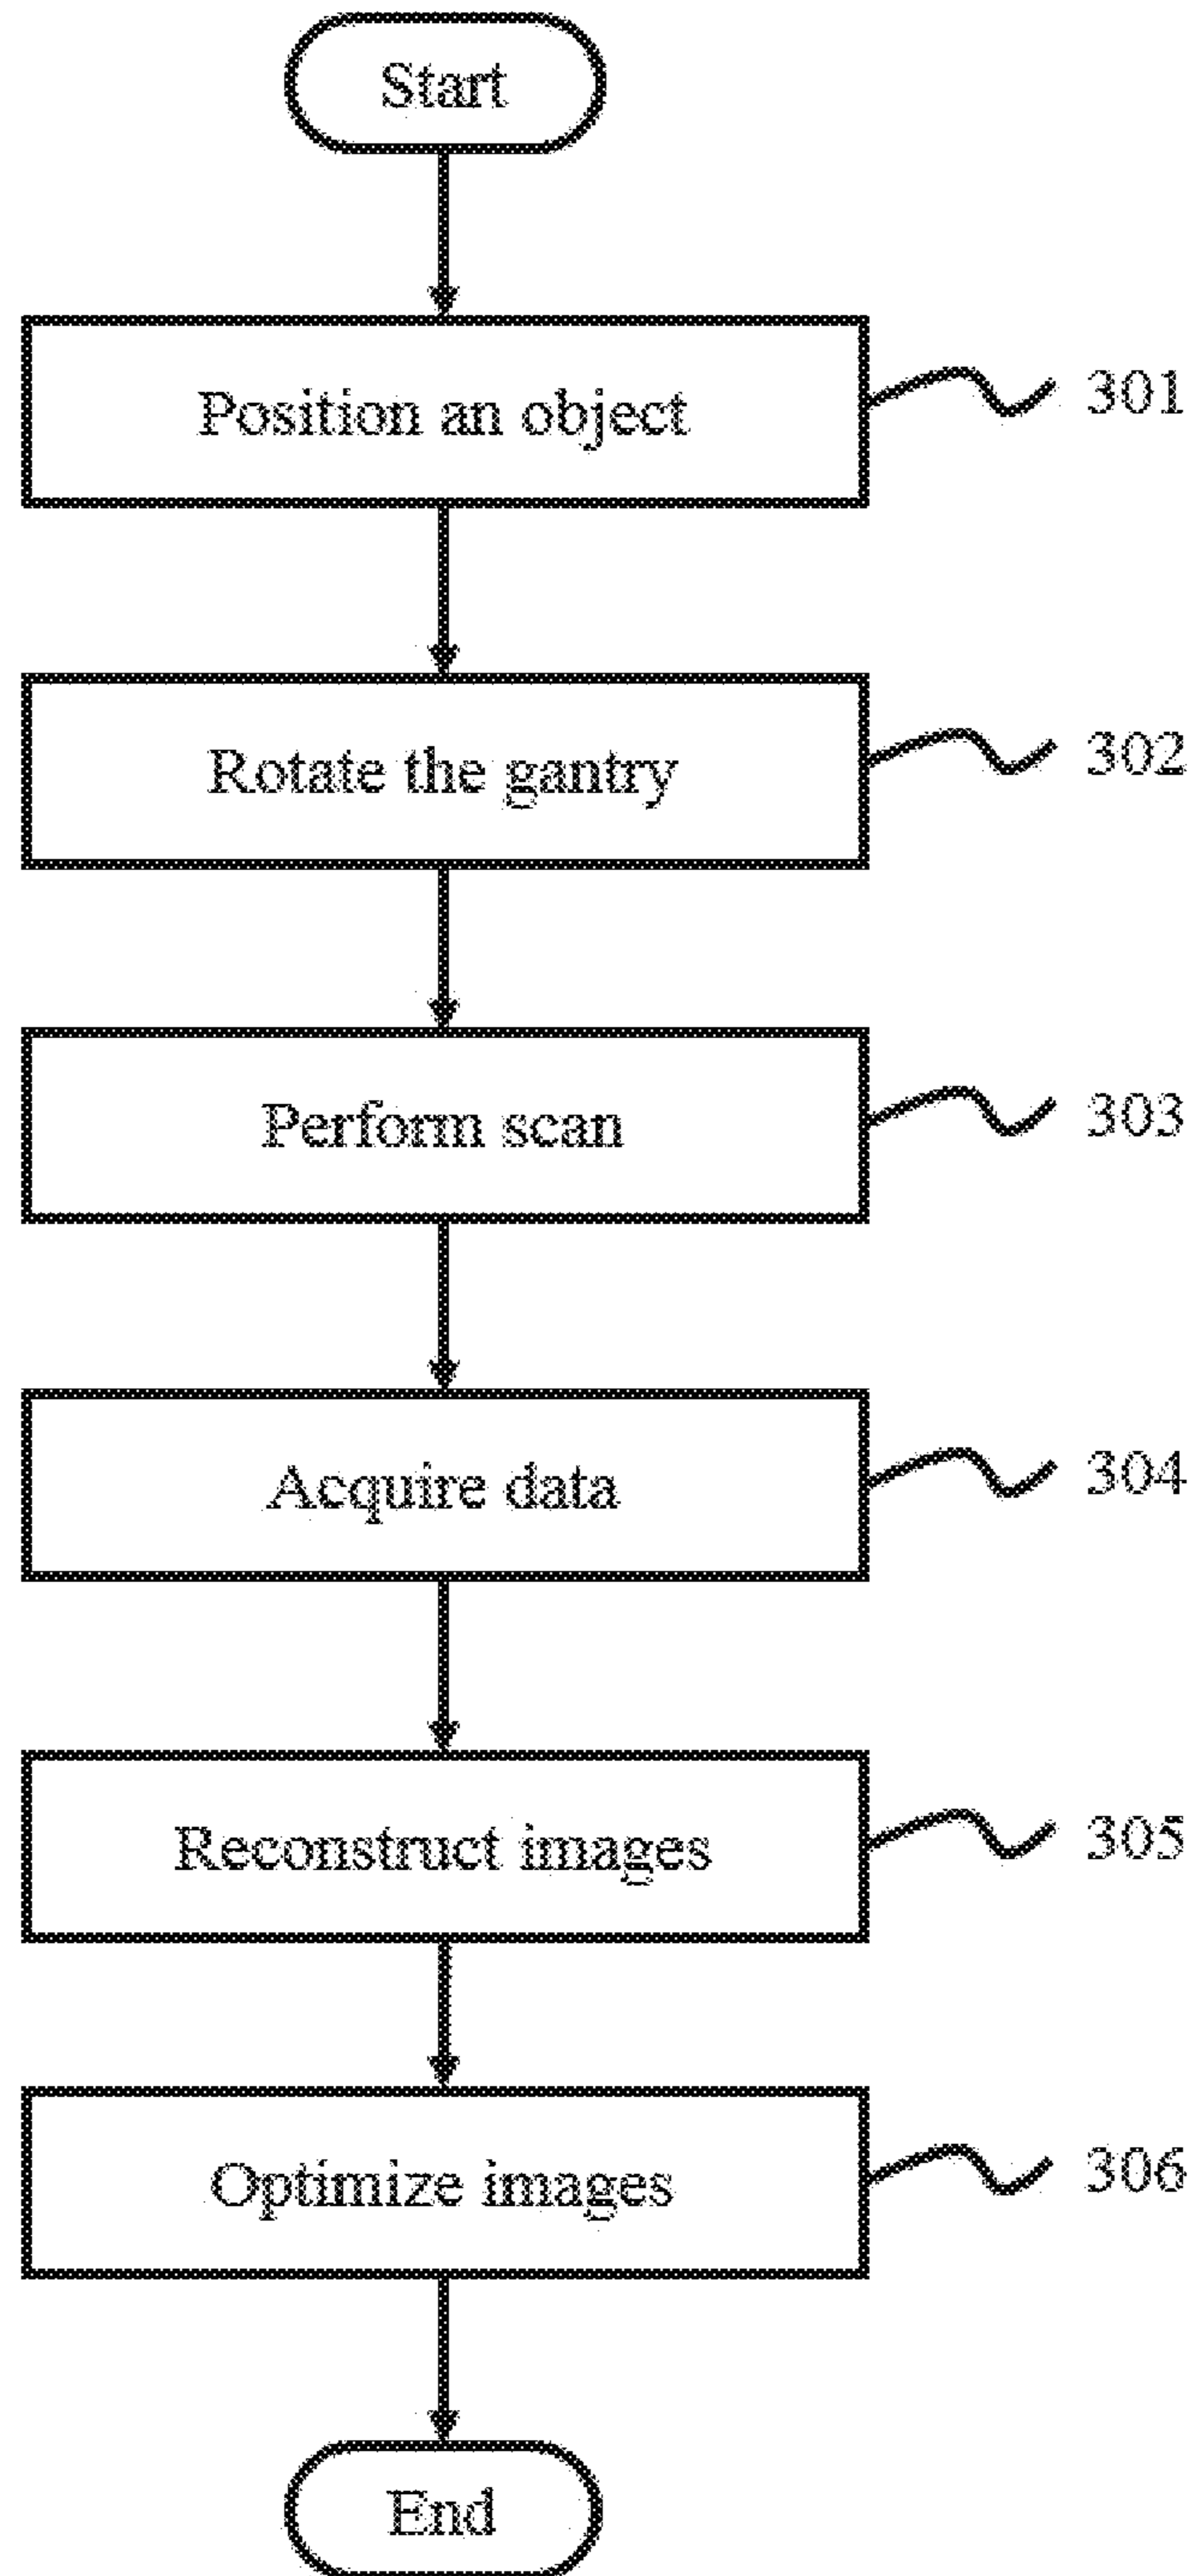 Start
Position an object
301
Rotate the gantry
302
Perform scan
303
Acquire data
304
Reconstruct images
305
Optimize images
306
End